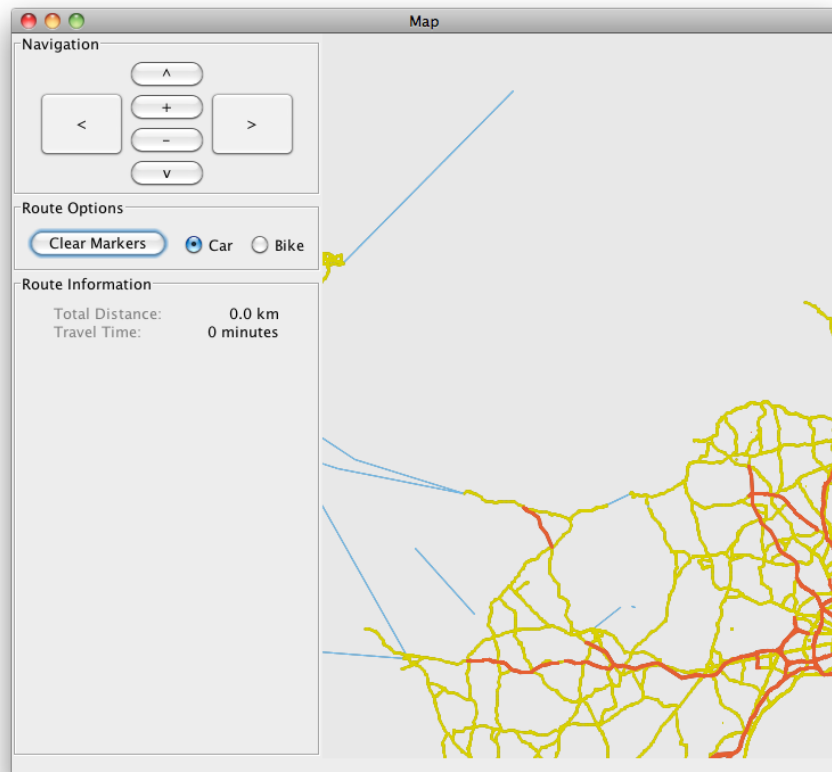 Map
Navigation
^
<
+
>
-
v
Route Options
Clear Markers
Car
Bike
Route Information
Total Distance: 0.0 km
Travel Time: 0 minutes